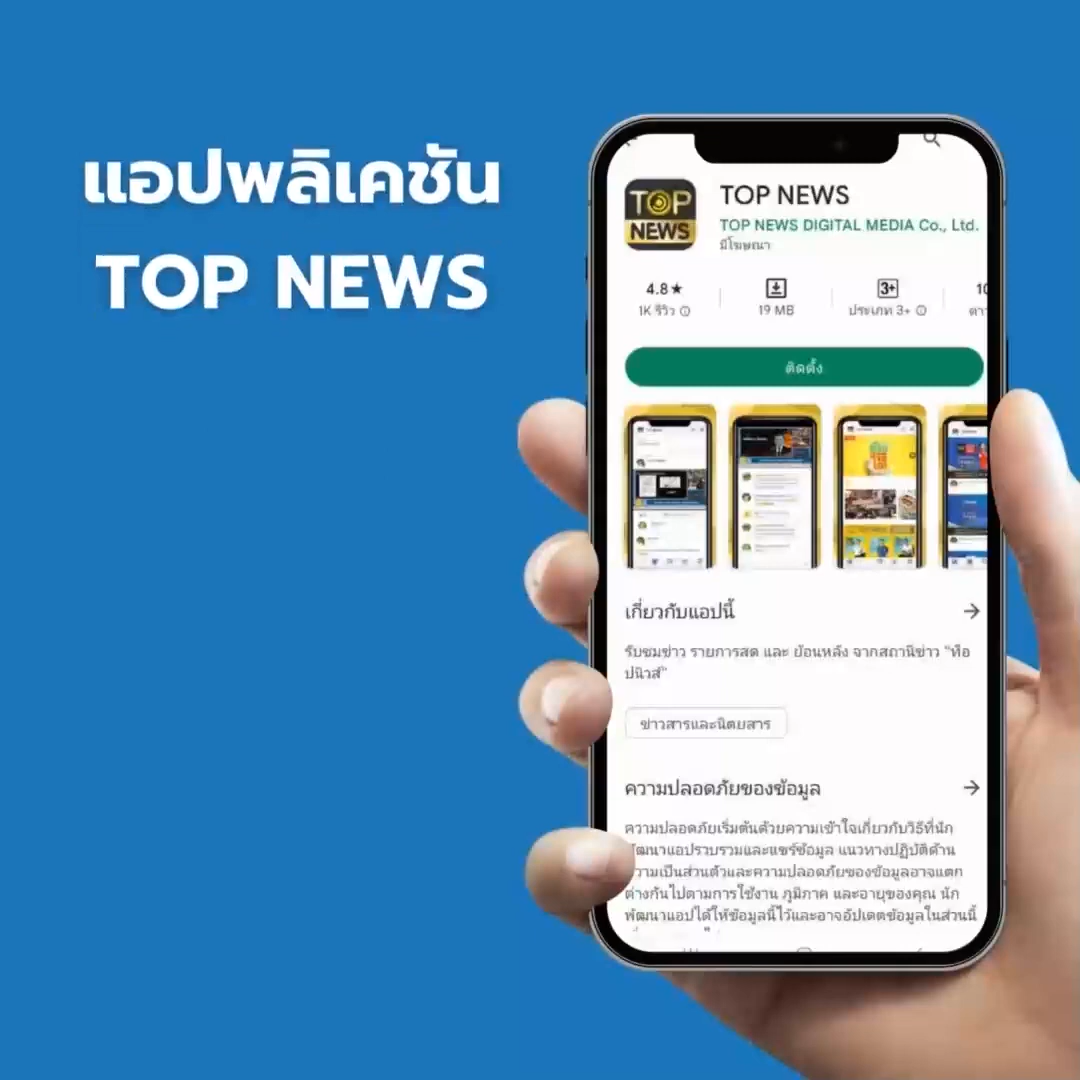 แอปพลิเคชัน
TOP NEWS
TOP
NEWS
TOP NEWS
TOP NEWS DIGITAL MEDIA Co., Ltd.
มีโฆษณา
4.8★
1K รีวิว
19 MB
3+
ประเภท 3+
10
ดาว
ติดตั้ง
เกี่ยวกับแอปนี้
รับชมข่าว รายการสด และ ย้อนหลัง จากสถานีข่าว "ท็อ
ปนิวส์"
ข่าวสารและนิตยสาร
ความปลอดภัยของข้อมูล
ความปลอดภัยเริ่มต้นด้วยความเข้าใจเกี่ยวกับวิธีที่นัก
พัฒนาแอปรวบรวมและแชร์ข้อมูล แนวทางปฏิบัติด้าน
ความเป็นส่วนตัวและความปลอดภัยของข้อมูลอาจแตก
ต่างกันไปตามการใช้งาน ภูมิภาค และอายุของคุณ นัก
พัฒนาแอปได้ให้ข้อมูลนี้ไว้และอาจอัปเดตข้อมูลในส่วนนี้